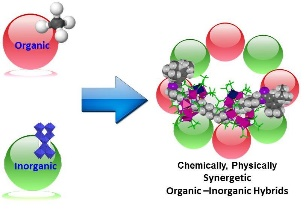 Organic
Inorganic
Chemically, Physically
Synergetic
Organic –Inorganic Hybrids